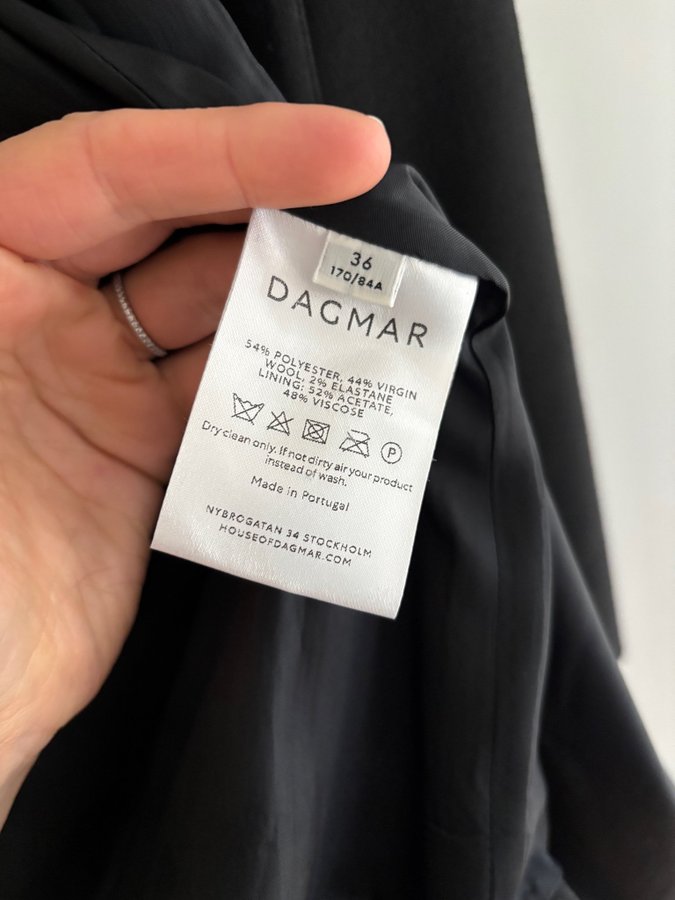 36
170/84A
DAGMAR
54% POLYESTER, 44% VIRGIN
WOOL, 2% ELASTANE
LINING: 52% ACETATE,
48% VISCOSE
P
Dry clean only. If not dirty air your product
instead of wash.
Made in Portugal
NYBROGATAN 34 STOCKHOLM
HOUSEOFDAGMAR.COM